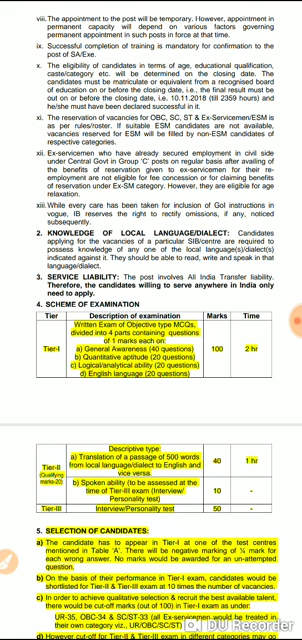 viii. The appointment to the post will be temporary. However, appointment in
permanent capacity will depend on various factors governing
permanent appointment in such posts in force at that time.
ix. Successful completion of training is mandatory for confirmation to the
post of SA/Exe.
x. The eligibility of candidates in terms of age, educational qualification,
caste/category etc. will be determined on the closing date. The
candidates must be matriculate or equivalent from a recognised board
of education on or before the closing date, i.e., the final result must be
out on or before the closing date, i.e. 10.11.2018 (till 2359 hours) and
he/she must have been declared successful in it.
xi. The reservation of vacancies for OBC, SC, ST & Ex-Servicemen/ESM is
as per rules/roster. If suitable ESM candidates are not available,
vacancies reserved for ESM will be filled by non-ESM candidates of
respective categories.
xii. Ex-servicemen who have already secured employment in civil side
under Central Govt in Group 'C' posts on regular basis after availing of
the benefits of reservation given to ex-servicemen for their re-
employment are not eligible for fee concession or for claiming benefits
of reservation under Ex-SM category. However, they are eligible for age
relaxation.
xiii. While every care has been taken for inclusion of GoI instructions in
vogue, IB reserves the right to rectify omissions, if any, noticed
subsequently.
2. KNOWLEDGE OF LOCAL LANGUAGE/DIALECT: Candidates
applying for the vacancies of a particular SIB/centre are required to
possess knowledge of any one of the local language(s)/dialect(s)
indicated against it. They should be able to read, write and speak in that
language/dialect.
3. SERVICE LIABILITY: The post involves All India Transfer liability.
Therefore, the candidates willing to serve anywhere in India only
need to apply.
4. SCHEME OF EXAMINATION
Tier Description of examination Marks Time
Written Exam of Objective type MCQs,
divided into 4 parts containing questions
of 1 marks each on:
Tier-I a) General Awareness (40 questions) 100 2 hr
b) Quantitative aptitude (20 questions)
c) Logical/analytical ability (20 questions)
d) English language (20 questions)
Descriptive type:
a) Translation of a passage of 500 words 40 1 hr
Tier-II from local language/dialect to English and
(Qualifying vice versa.
marks-20) b) Spoken ability (to be assessed at the
time of Tier-III exam (Interview/ 10 -
Personality test)
Tier-III Interview/Personality test 50 -
5. SELECTION OF CANDIDATES:
a) The candidate has to appear in Tier-I at one of the test centres
mentioned in Table 'A'. There will be negative marking of ¼ mark for
each wrong answer. No marks would be awarded for an un-attempted
question.
b) On the basis of their performance in Tier-I exam, candidates would be
shortlisted for Tier-II & Tier-III exam at 10 times the number of vacancies.
c) In order to achieve qualitative selection & recruit the best available talent,
there would be cut-off marks (out of 100) in Tier-I exam as under:
UR-35, OBC-34 & SC/ST-33 (all Ex-servicemen would be treated in
their own category viz., UR/OBC/SC/ST)
d) However cut-off for Tier-II & Tier-III exam in different categories may go
DU Recorder